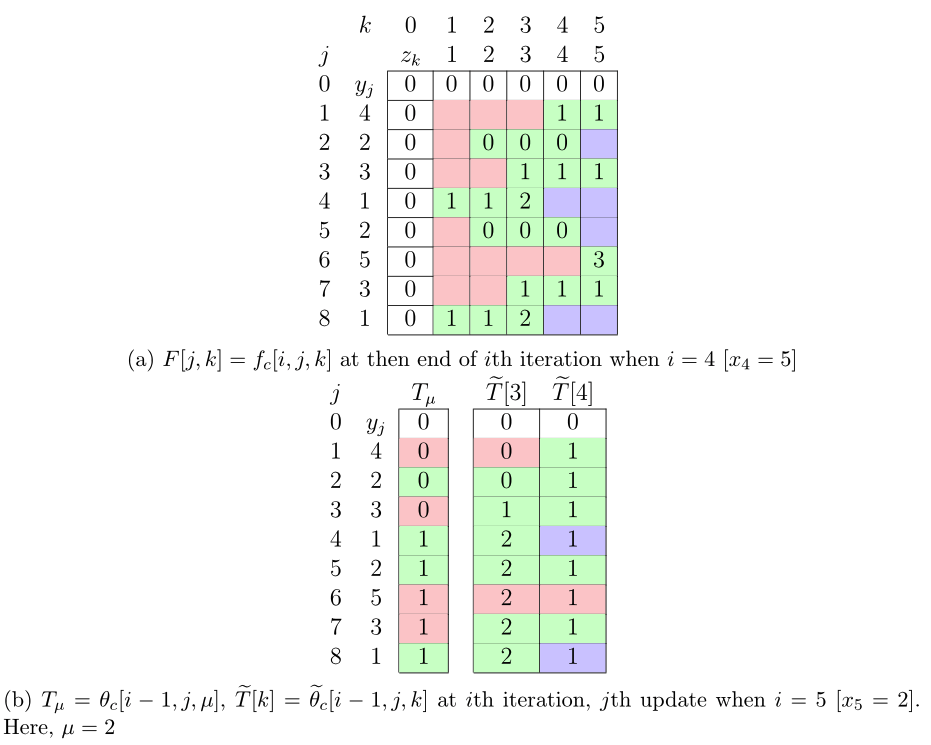 k 0 1 2 3 4 5
j z_k 1 2 3 4 5
0 y_j 0 0 0 0 0 0
1 4 0 1 1
2 2 0 0 0 0
3 3 0 1 1 1
4 1 0 1 1 2
5 2 0 0 0 0
6 5 0 3
7 3 0 1 1 1
8 1 0 1 1 2
(a) F[j, k] = f_c[i, j, k] at then end of ith iteration when i = 4 [x_4 = 5]
j T_μ T̃[3] T̃[4]
0 y_j 0 0 0
1 4 0 0 1
2 2 0 0 1
3 3 0 1 1
4 1 1 2 1
5 2 1 2 1
6 5 1 2 1
7 3 1 2 1
8 1 1 2 1
(b) T_μ = θ_c[i − 1, j, μ], T̃[k] = θ̃_c[i − 1, j, k] at ith iteration, jth update when i = 5 [x_5 = 2].
Here, μ = 2